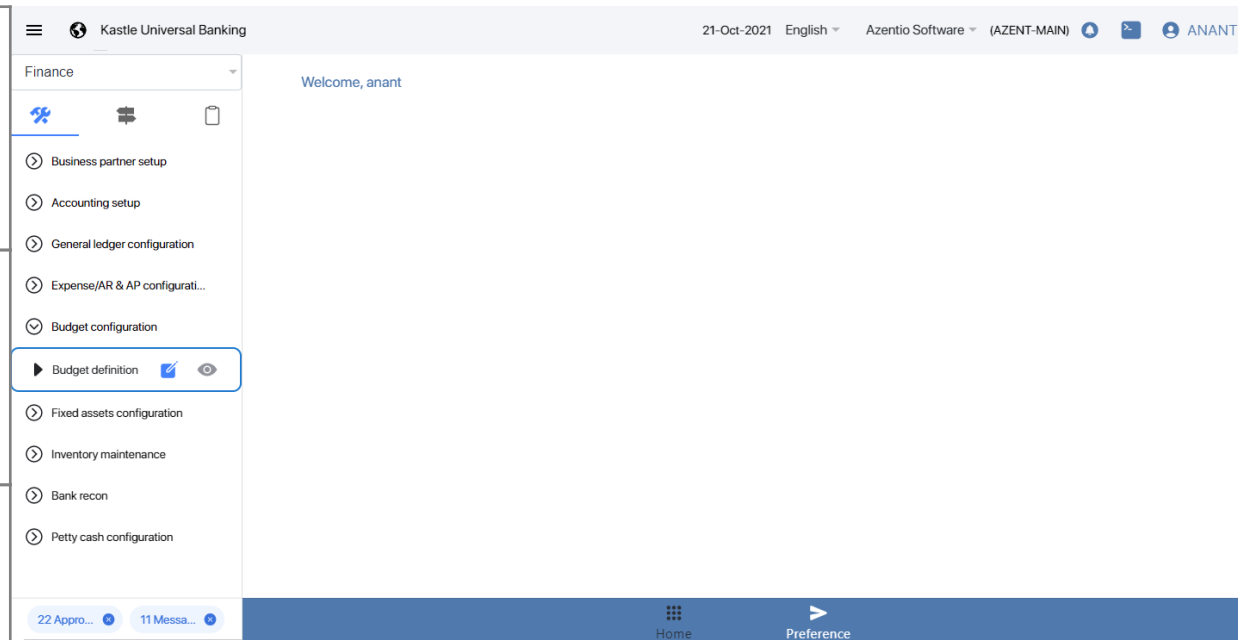 Kastle Universal Banking 21-Oct-2021 English Azentio Software (AZENT-MAIN) ANANT
Finance
Welcome, anant
Business partner setup
Accounting setup
General ledger configuration
Expense/AR & AP configurati...
Budget configuration
Budget definition
Fixed assets configuration
Inventory maintenance
Bank recon
Petty cash configuration
22 Appro... 11 Messa...
Home Preference